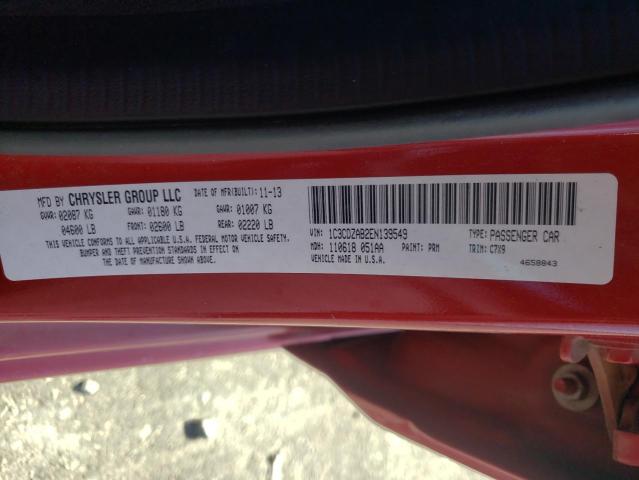 MFD BY CHRYSLER GROUP LLC DATE OF MFR(BUILT): 11-13
GVWR: 02087 KG GAWR: 01180 KG GAWR: 01007 KG
04600 LB FRONT: 02600 LB REAR: 02220 LB
THIS VEHICLE CONFORMS TO ALL APPLICABLE U.S.A. FEDERAL MOTOR VEHICLE SAFETY,
BUMPER AND THEFT PREVENTION STANDARDS IN EFFECT ON
THE DATE OF MANUFACTURE SHOWN ABOVE.
VIN: 1C3CDZAB2EN139549 TYPE: PASSENGER CAR
MDH: 110618 051AA PAINT: PRM TRIM: C7X9
VEHICLE MADE IN U.S.A. 4658843